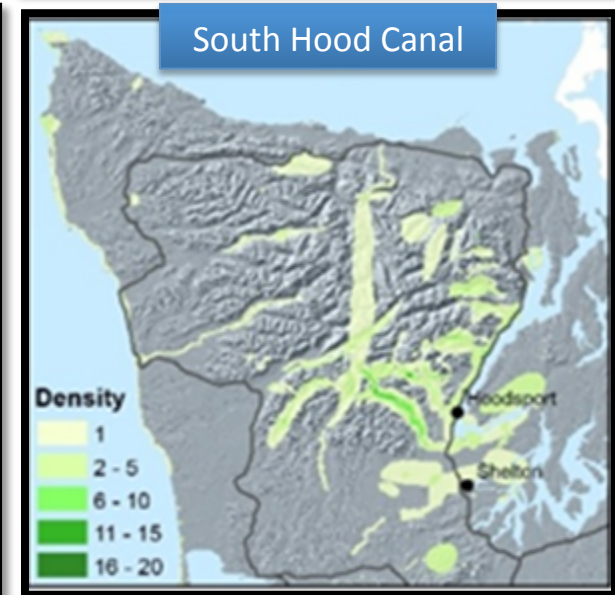 South Hood Canal
Hoodsport
Shelton
Density
1
2 - 5
6 - 10
11 - 15
16 - 20